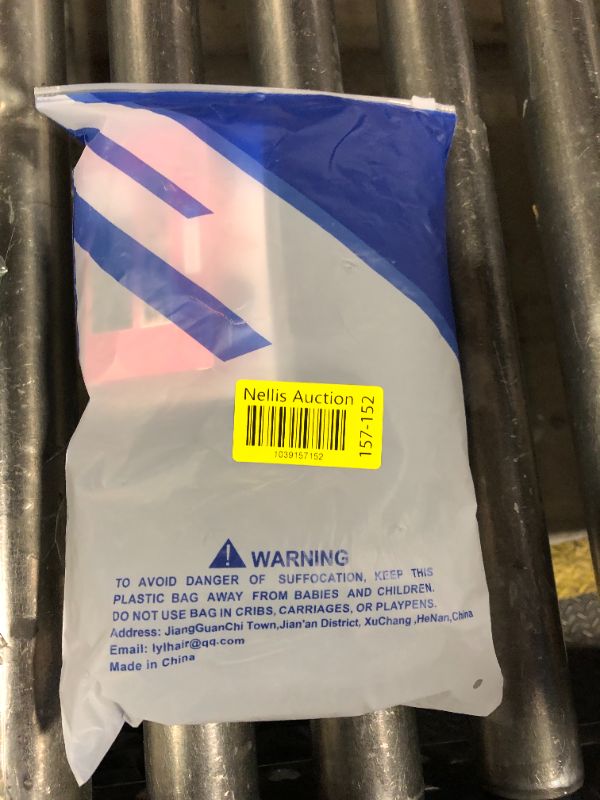 Nellis Auction
1039157152
157-152
WARNING
TO AVOID DANGER OF SUFFOCATION, KEEP THIS
PLASTIC BAG AWAY FROM BABIES AND CHILDREN.
DO NOT USE BAG IN CRIBS, CARRIAGES, OR PLAYPENS.
Address: JiangGuanChi Town,Jian'an District, XuChang ,HeNan,China
Email: lylhair@qq.com
Made in China